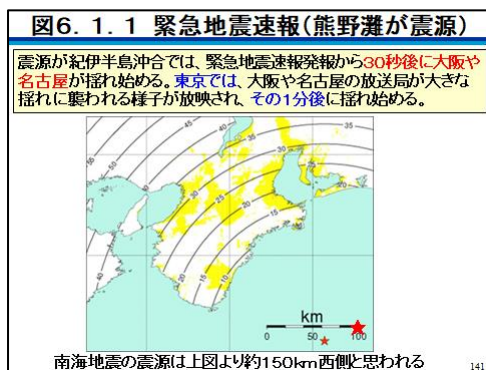 図6．1．1 緊急地震速報(熊野灘が震源)
震源が紀伊半島沖合では、緊急地震速報発報から30秒後に大阪や
名古屋が揺れ始める。東京では、大阪や名古屋の放送局が大きな
揺れに襲われる様子が放映され、その1分後に揺れ始める。
km
0 50 100
南海地震の震源は上図より約150km西側と思われる
141